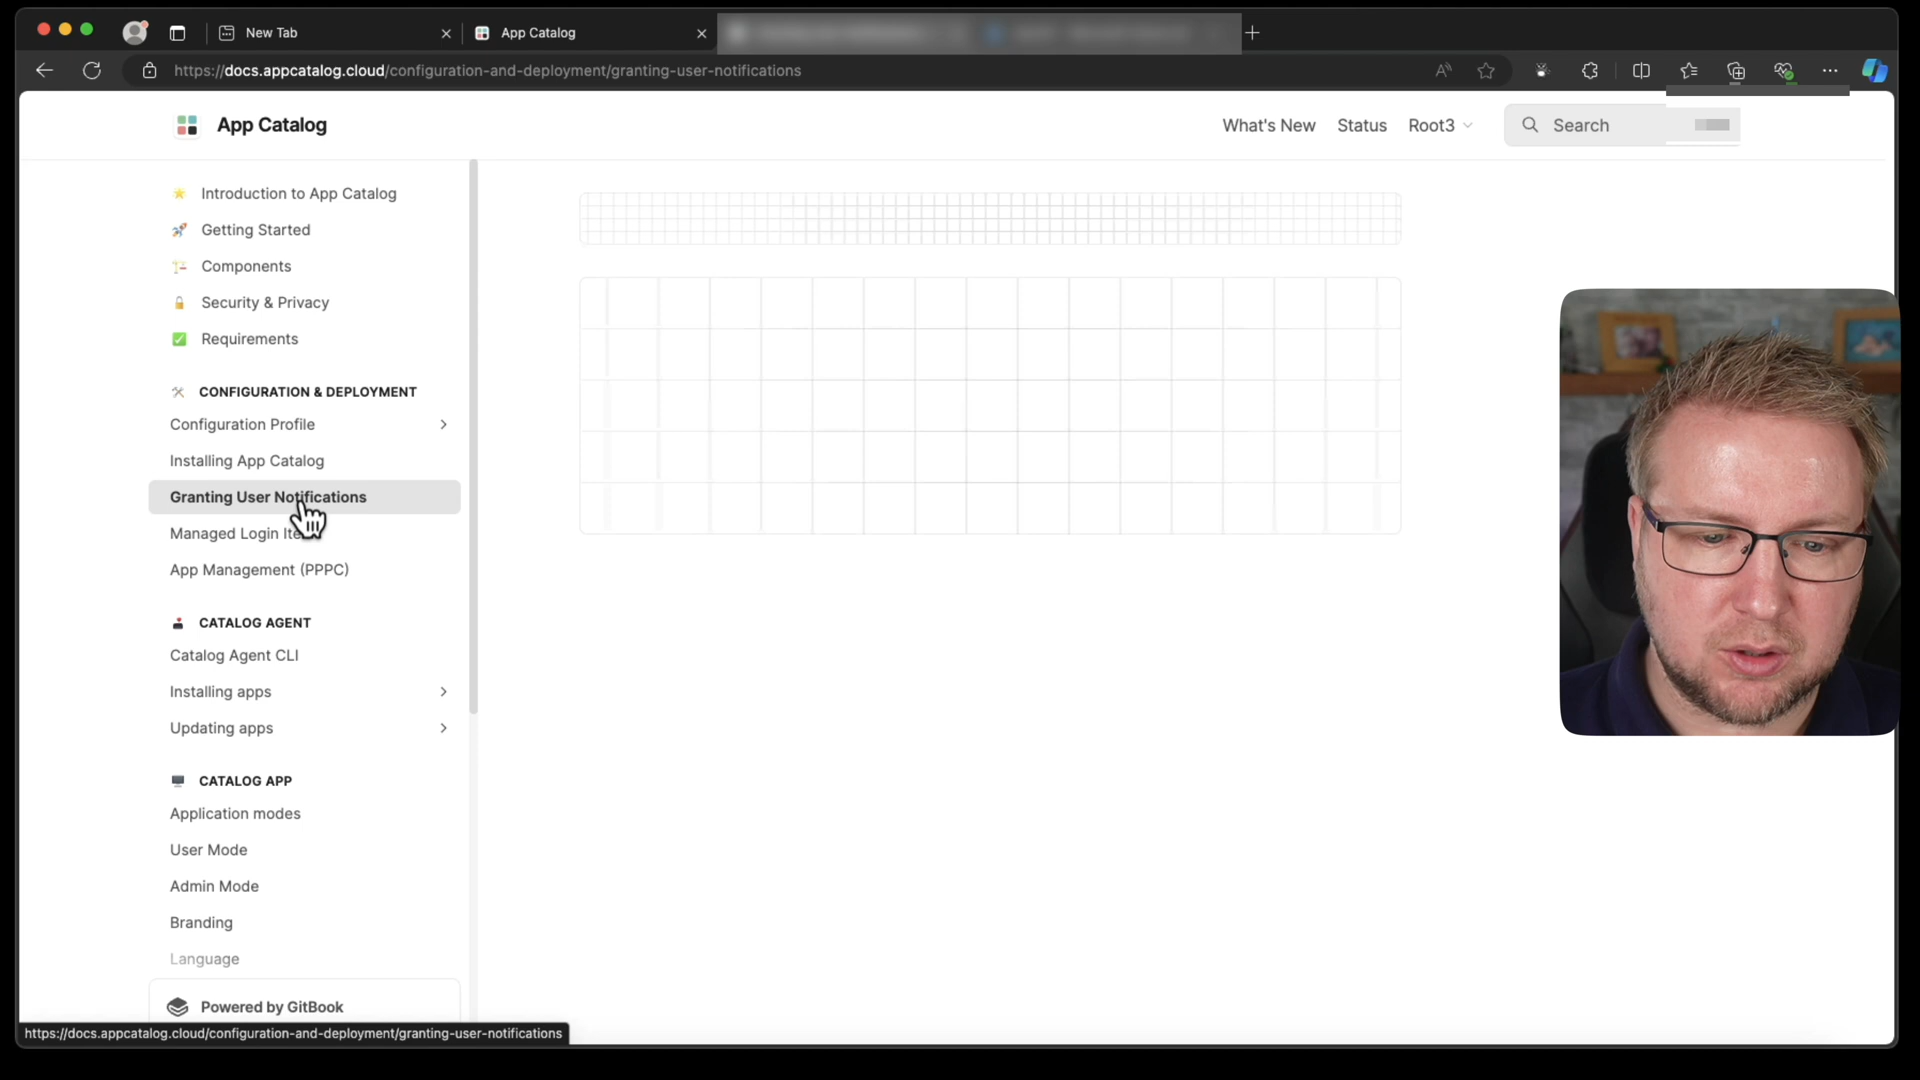 New Tab
App Catalog
https://docs.appcatalog.cloud/configuration-and-deployment/granting-user-notifications
App Catalog
What's New
Status
Root3
Search
Introduction to App Catalog
Getting Started
Components
Security & Privacy
Requirements
CONFIGURATION & DEPLOYMENT
Configuration Profile
Installing App Catalog
Granting User Notifications
Managed Login
App Management (PPPC)
CATALOG AGENT
Catalog Agent CLI
Installing apps
Updating apps
CATALOG APP
Application modes
User Mode
Admin Mode
Branding
Language
Powered by GitBook
https://docs.appcatalog.cloud/configuration-and-deployment/granting-user-notifications